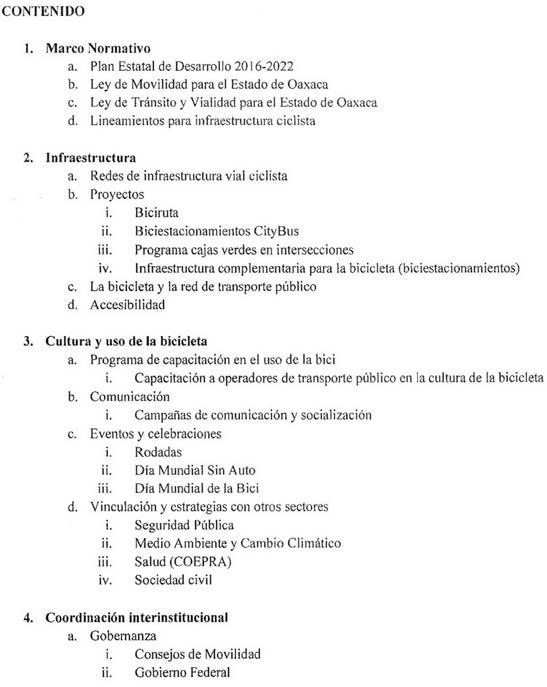 CONTENIDO
1. Marco Normativo
a. Plan Estatal de Desarrollo 2016-2022
b. Ley de Movilidad para el Estado de Oaxaca
c. Ley de Tránsito y Vialidad para el Estado de Oaxaca
d. Lineamientos para infraestructura ciclista
2. Infraestructura
a. Redes de infraestructura vial ciclista
b. Proyectos
i. Biciruta
ii. Biciestacionamientos CityBus
iii. Programa cajas verdes en intersecciones
iv. Infraestructura complementaria para la bicicleta (biciestacionamientos)
c. La bicicleta y la red de transporte público
d. Accesibilidad
3. Cultura y uso de la bicicleta
a. Programa de capacitación en el uso de la bici
i. Capacitación a operadores de transporte público en la cultura de la bicicleta
b. Comunicación
i. Campañas de comunicación y socialización
c. Eventos y celebraciones
i. Rodadas
ii. Día Mundial Sin Auto
iii. Día Mundial de la Bici
d. Vinculación y estrategias con otros sectores
i. Seguridad Pública
ii. Medio Ambiente y Cambio Climático
iii. Salud (COEPRA)
iv. Sociedad civil
4. Coordinación interinstitucional
a. Gobernanza
i. Consejos de Movilidad
ii. Gobierno Federal